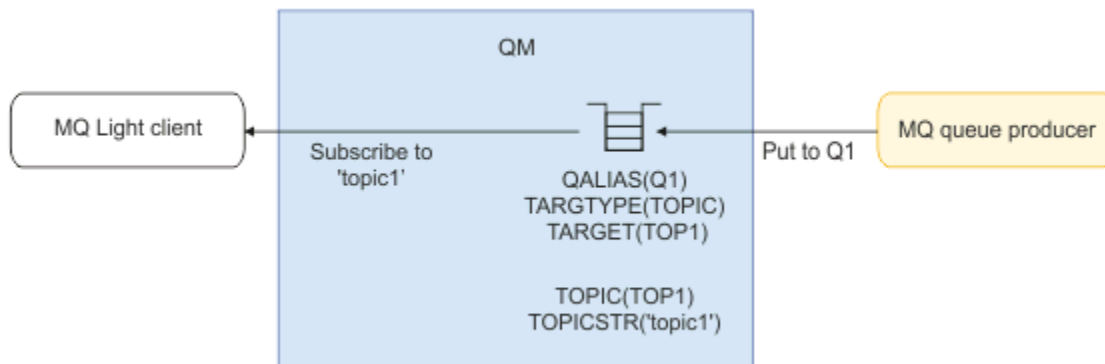 QM
MQ Light client
Subscribe to
'topic1'
Put to Q1
MQ queue producer
QALIAS(Q1)
TARGTYPE(TOPIC)
TARGET(TOP1)
TOPIC(TOP1)
TOPICSTR('topic1')